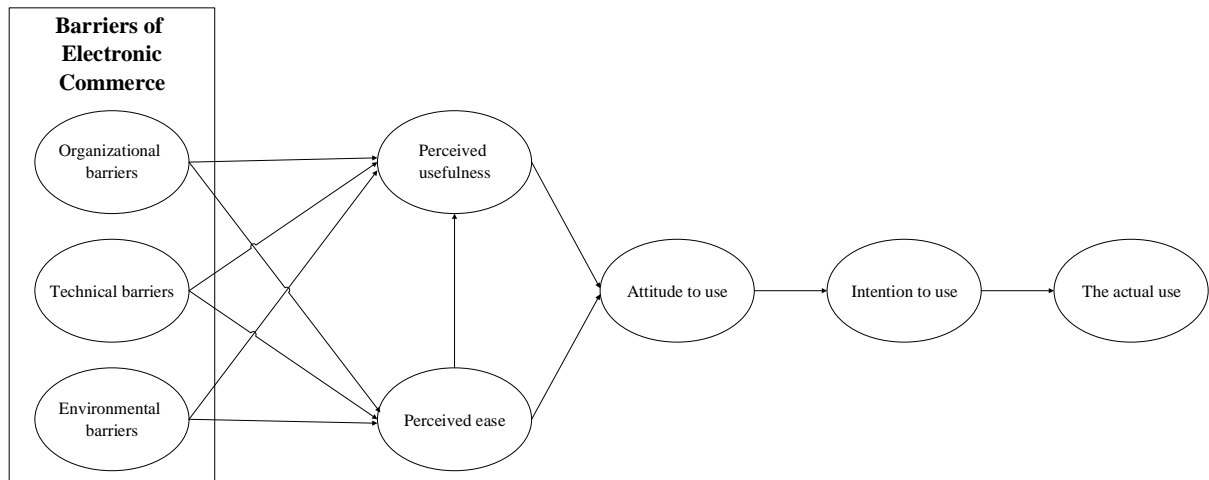 Barriers of
Electronic
Commerce
Organizational
barriers
Technical barriers
Environmental
barriers
Perceived
usefulness
Perceived ease
Attitude to use
Intention to use
The actual use